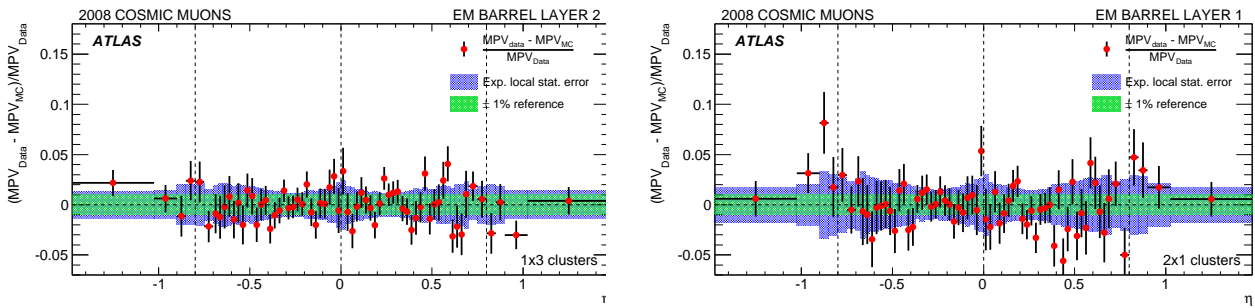 2008 COSMIC MUONS EM BARREL LAYER 2
ATLAS
MPV_data - MPV_MC
MPV_Data
Exp. local stat. error
± 1% reference
(MPV_Data - MPV_MC)/MPV_Data
0.15
0.1
0.05
0
-0.05
-1 -0.5 0 0.5 1
1x3 clusters
η
2008 COSMIC MUONS EM BARREL LAYER 1
ATLAS
MPV_data - MPV_MC
MPV_Data
Exp. local stat. error
± 1% reference
(MPV_Data - MPV_MC)/MPV_Data
0.15
0.1
0.05
0
-0.05
-1 -0.5 0 0.5 1
2x1 clusters
η